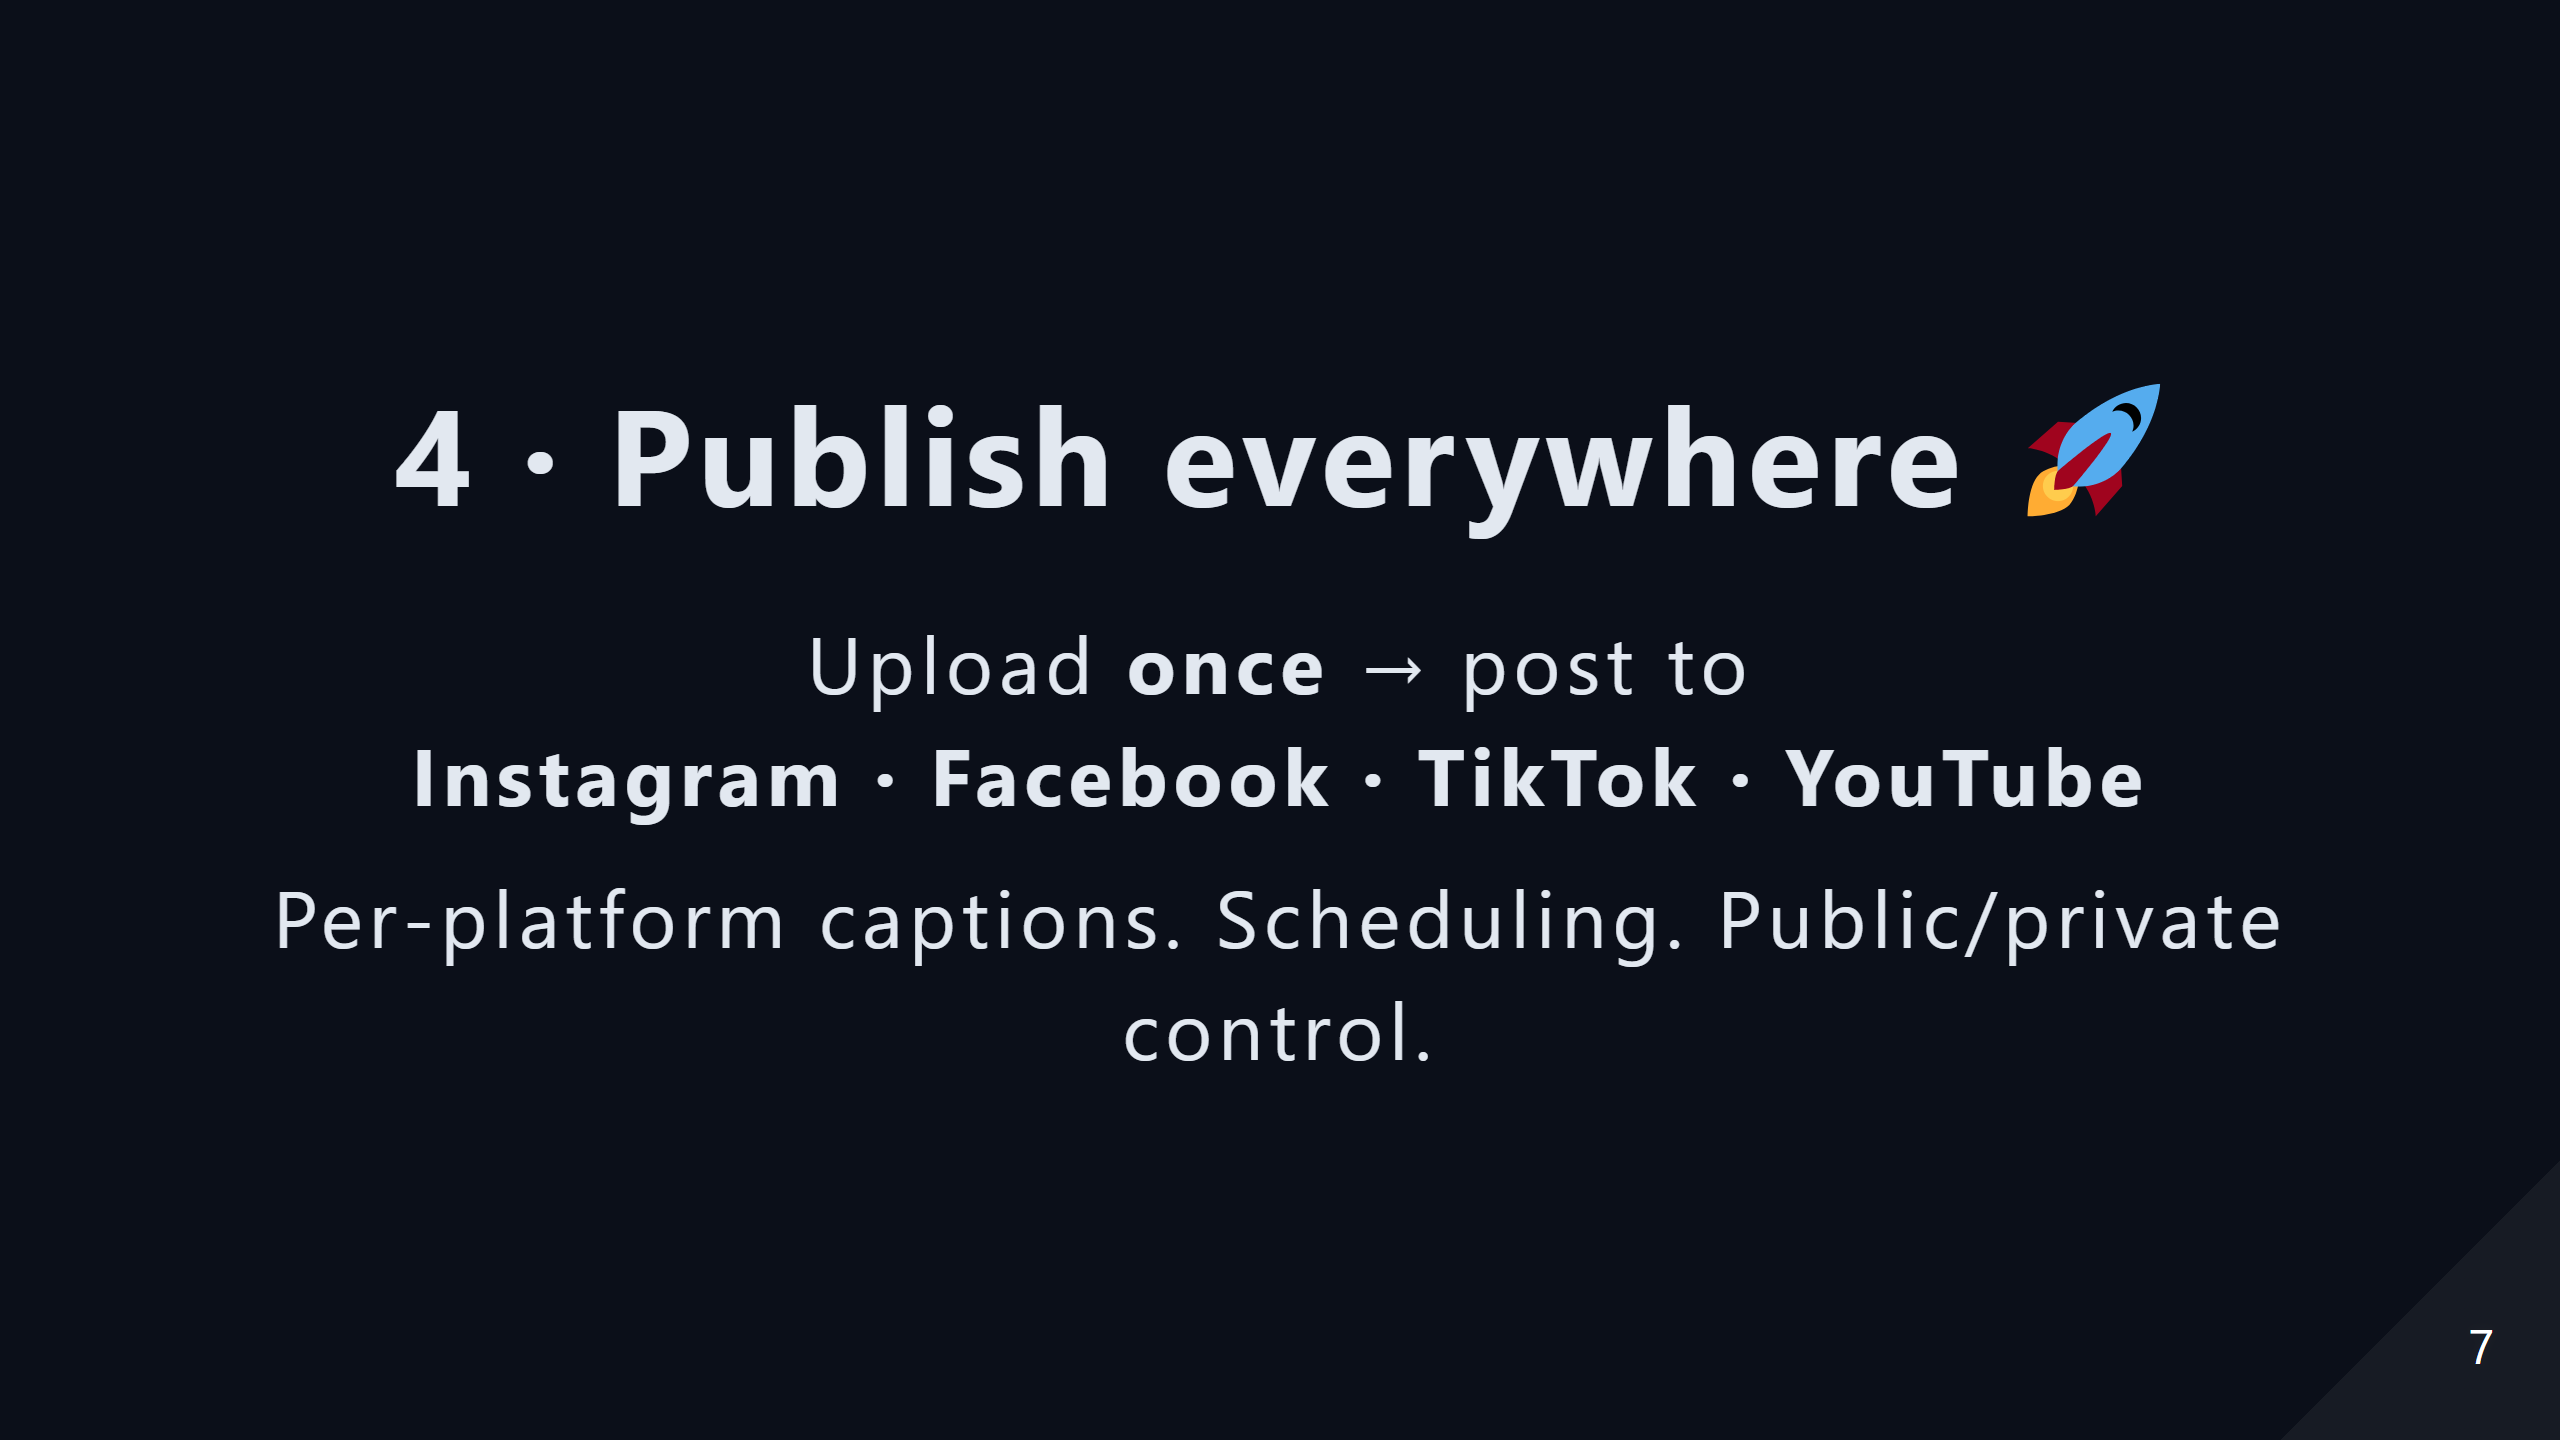 4 · Publish everywhere 🚀
Upload once → post to
Instagram · Facebook · TikTok · YouTube
Per-platform captions. Scheduling. Public/private
control.
7